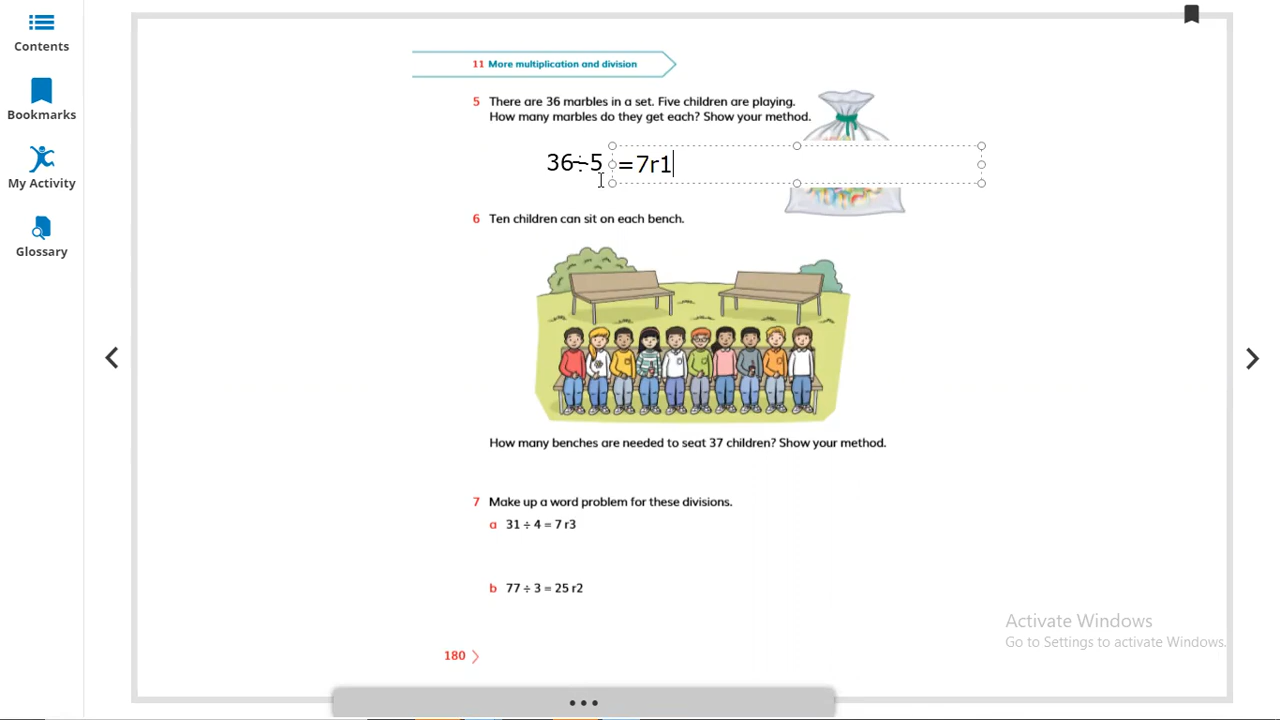 Contents
Bookmarks
My Activity
Glossary
11 More multiplication and division
5 There are 36 marbles in a set. Five children are playing.
How many marbles do they get each? Show your method.
36÷5 =7r1
6 Ten children can sit on each bench.
How many benches are needed to seat 37 children? Show your method.
7 Make up a word problem for these divisions.
a 31 ÷ 4 = 7 r3
b 77 ÷ 3 = 25 r2
180
Activate Windows
Go to Settings to activate Windows.